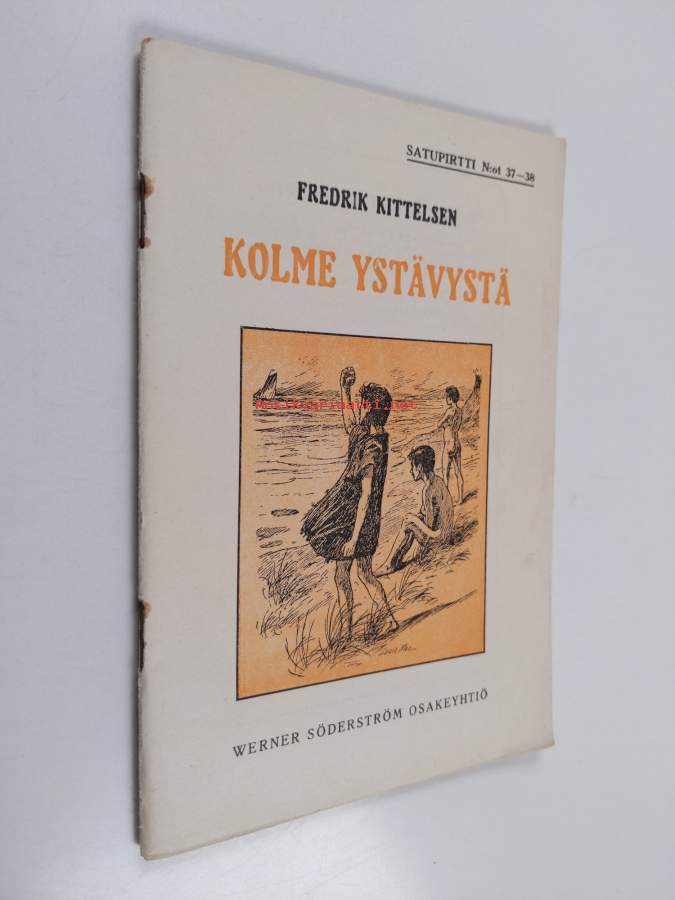 SATUPIRTTI N:ot 37—38
FREDRIK KITTELSEN
KOLME YSTÄVYSTÄ
WERNER SÖDERSTRÖM OSAKEYHTIÖ